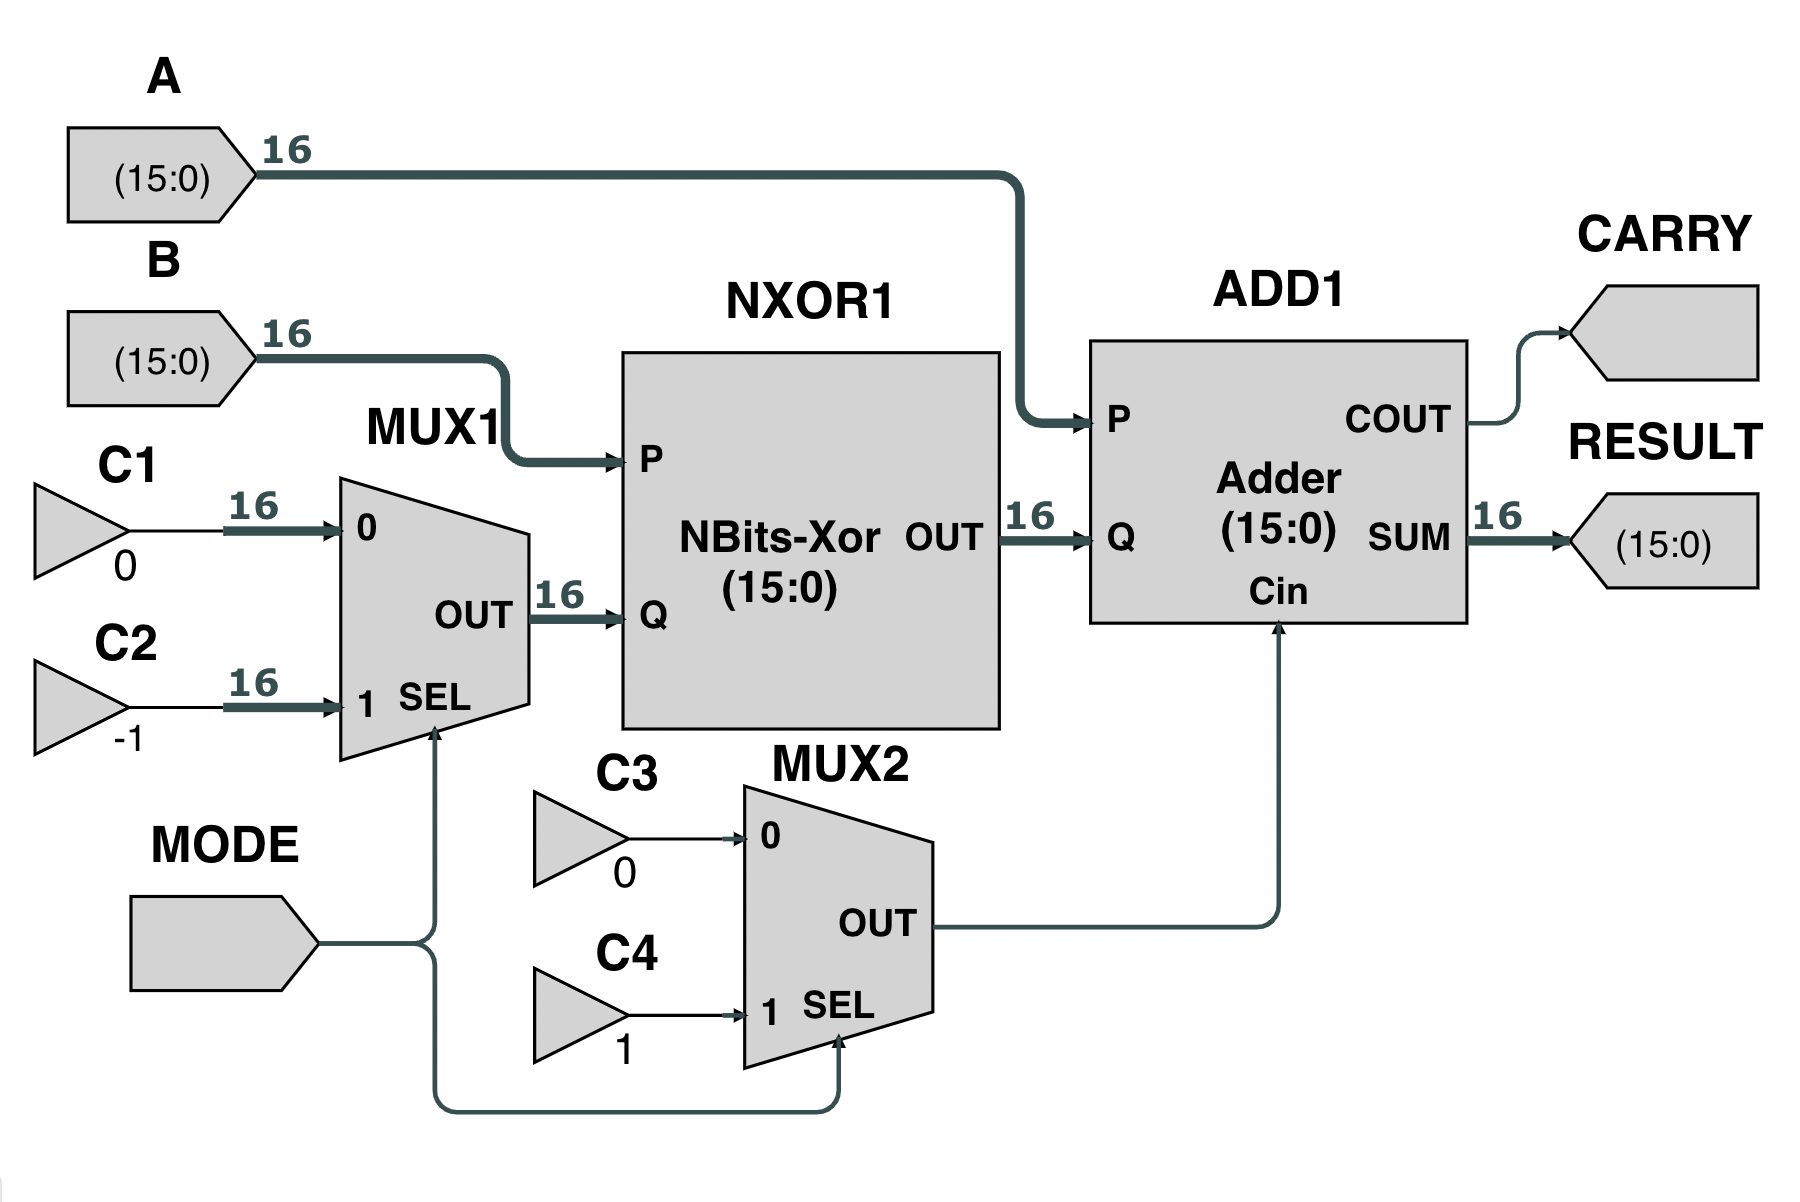 A
16
(15:0)
B
16
(15:0)
CARRY
NXOR1
ADD1
MUX1
P
P
COUT
RESULT
C1
16
0
0
NBits-Xor
(15:0)
OUT
16
Q
Adder
(15:0)
SUM
16
(15:0)
Cin
C2
16
-1
1
SEL
OUT
16
Q
MUX2
C3
0
0
MODE
OUT
C4
1
1
SEL